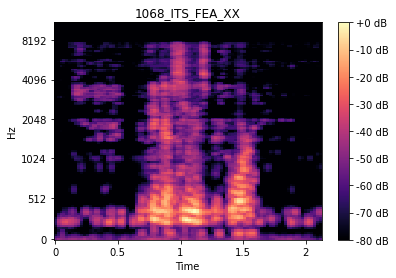 1068_ITS_FEA_XX
Hz
8192
4096
2048
1024
512
0
0
0.5
1
1.5
2
Time
+0 dB
-10 dB
-20 dB
-30 dB
-40 dB
-50 dB
-60 dB
-70 dB
-80 dB